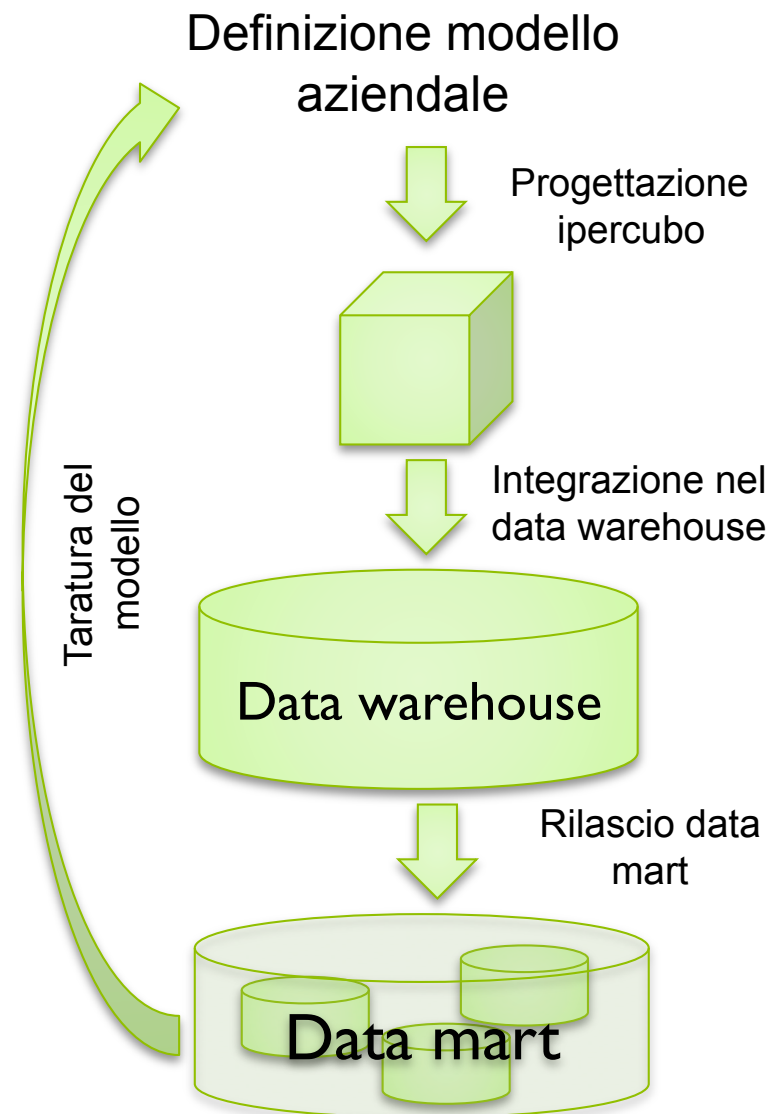 Definizione modello
aziendale
Progettazione
ipercubo
Integrazione nel
data warehouse
Taratura del
modello
Data warehouse
Rilascio data
mart
Data mart